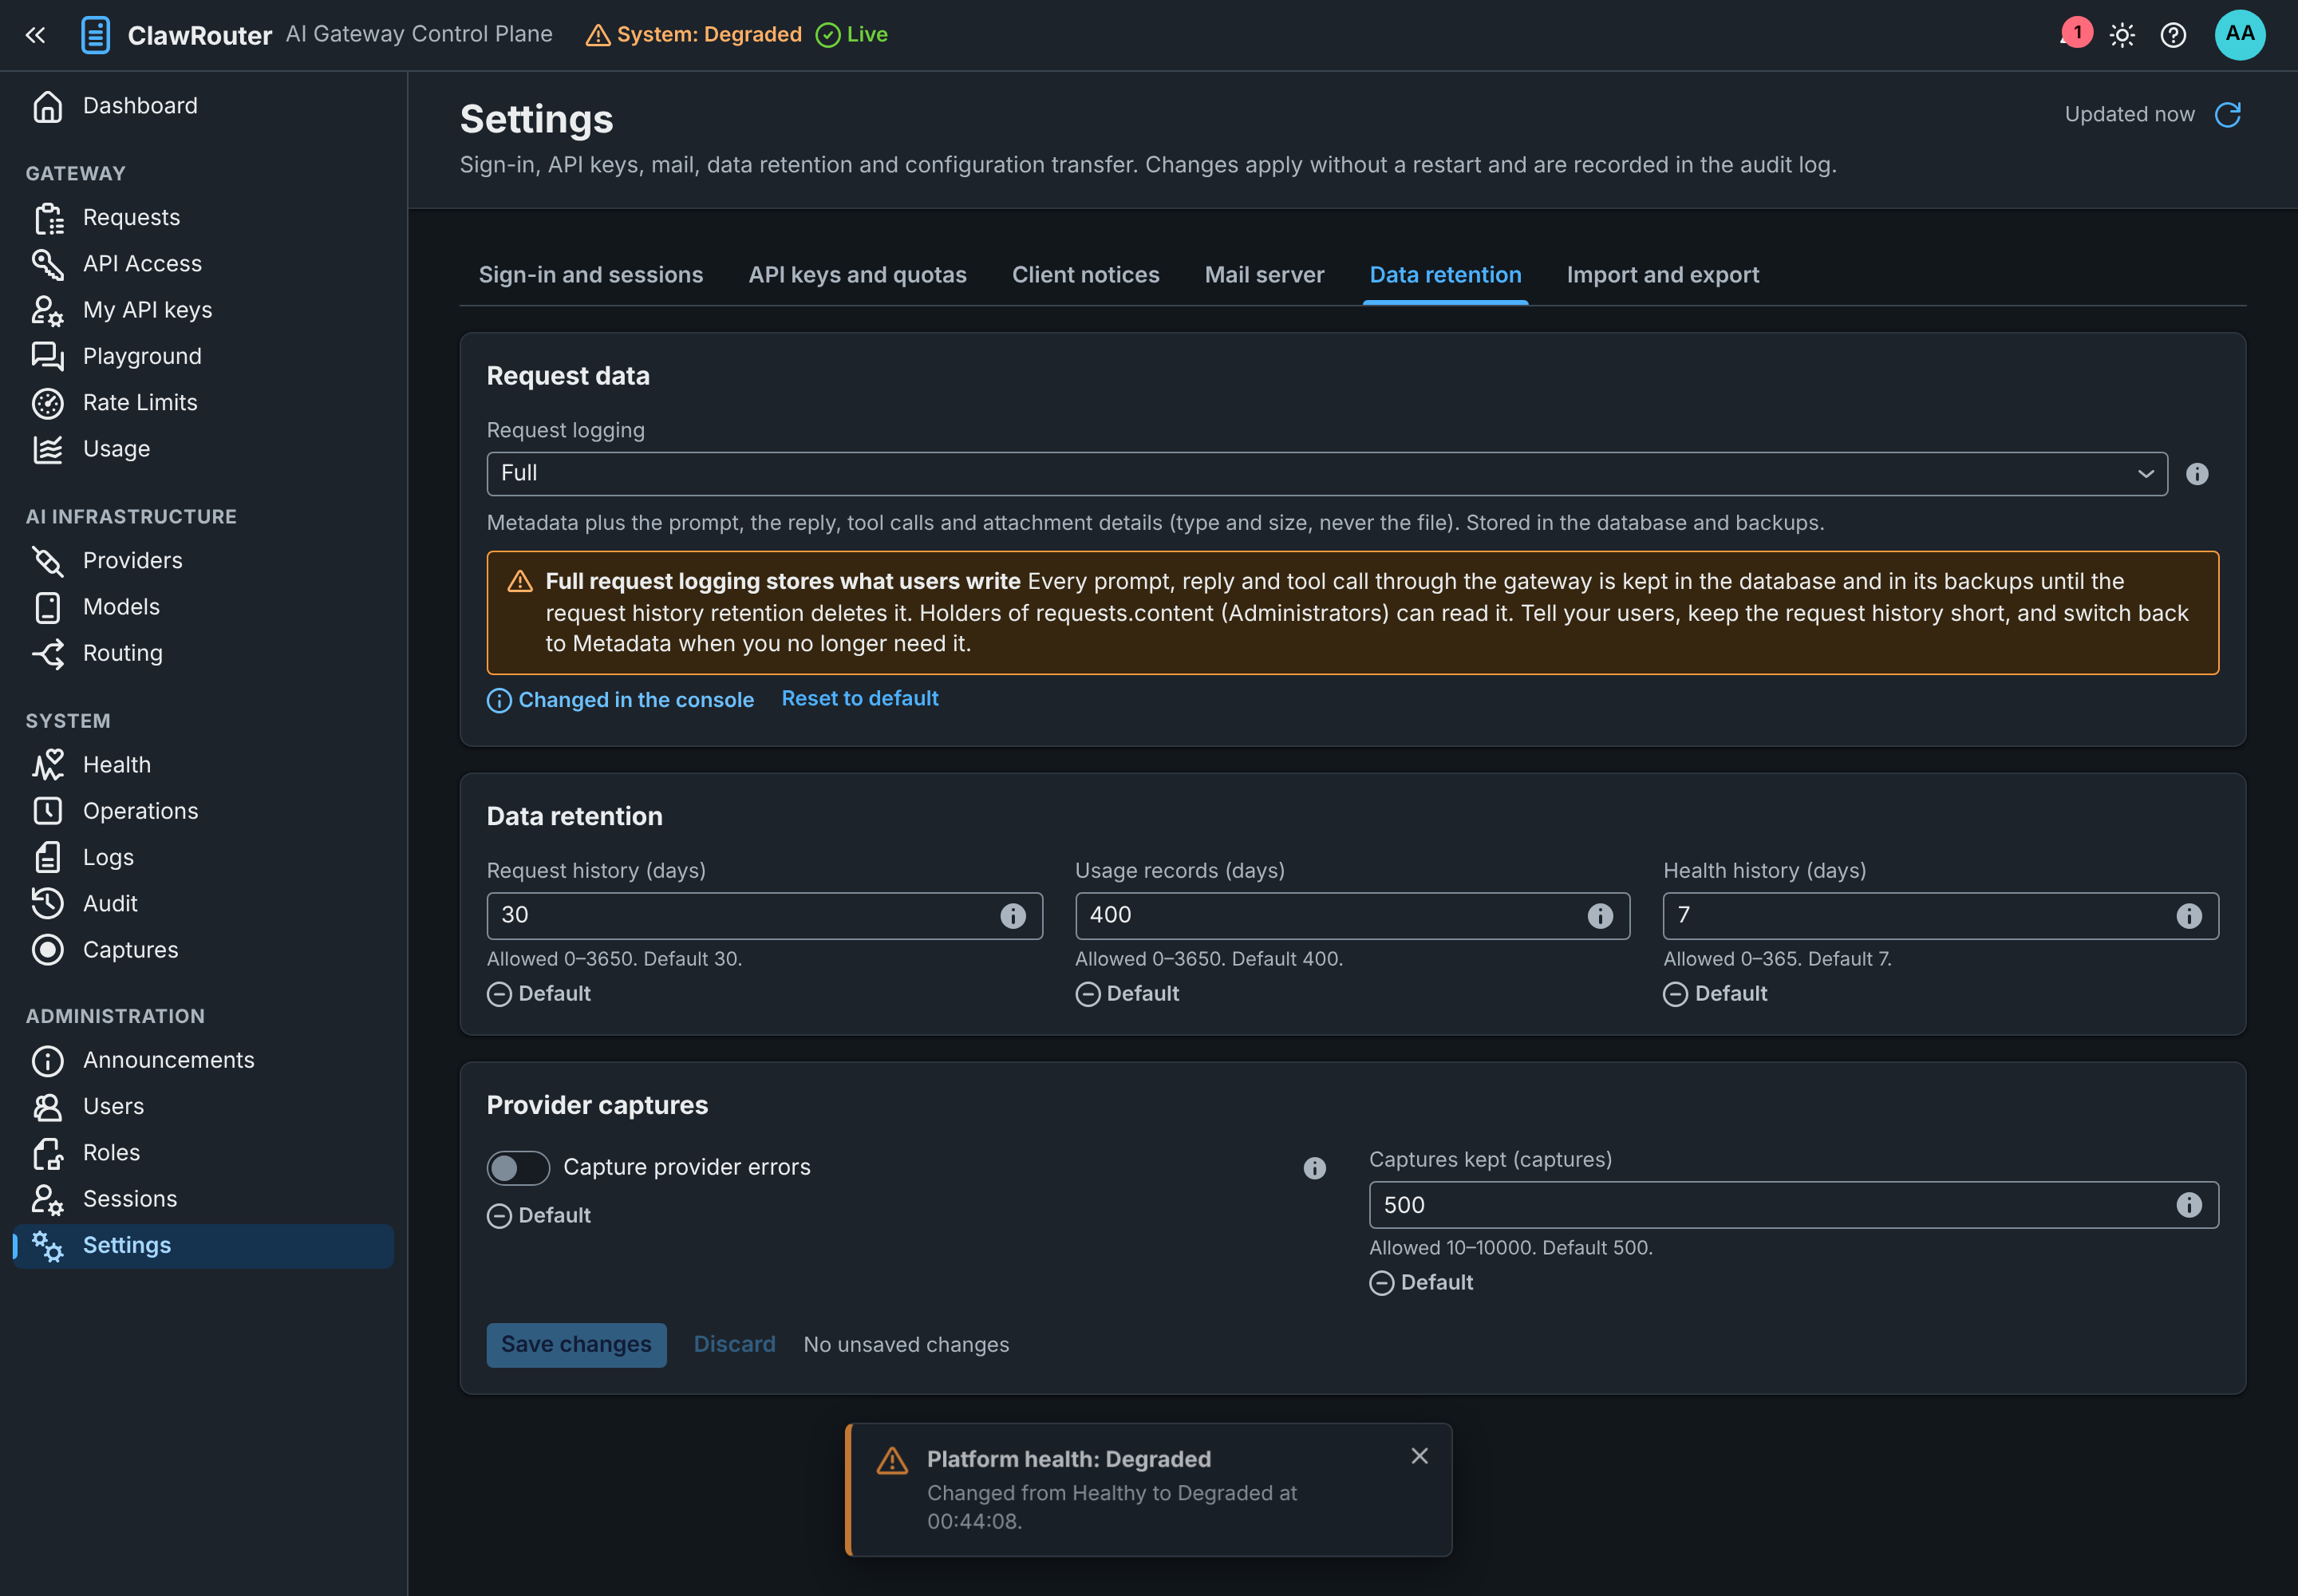 ClawRouter AI Gateway Control Plane System: Degraded Live 1 AA
Dashboard
GATEWAY
Requests
API Access
My API keys
Playground
Rate Limits
Usage
AI INFRASTRUCTURE
Providers
Models
Routing
SYSTEM
Health
Operations
Logs
Audit
Captures
ADMINISTRATION
Announcements
Users
Roles
Sessions
Settings
Settings
Updated now
Sign-in, API keys, mail, data retention and configuration transfer. Changes apply without a restart and are recorded in the audit log.
Sign-in and sessions API keys and quotas Client notices Mail server Data retention Import and export
Request data
Request logging
Full
Metadata plus the prompt, the reply, tool calls and attachment details (type and size, never the file). Stored in the database and backups.
Full request logging stores what users write Every prompt, reply and tool call through the gateway is kept in the database and in its backups until the
request history retention deletes it. Holders of requests.content (Administrators) can read it. Tell your users, keep the request history short, and switch back
to Metadata when you no longer need it.
Changed in the console Reset to default
Data retention
Request history (days) Usage records (days) Health history (days)
30 400 7
Allowed 0–3650. Default 30. Allowed 0–3650. Default 400. Allowed 0–365. Default 7.
Default Default Default
Provider captures
Capture provider errors
Default
Captures kept (captures)
500
Allowed 10–10000. Default 500.
Default
Save changes Discard No unsaved changes
Platform health: Degraded
Changed from Healthy to Degraded at
00:44:08.